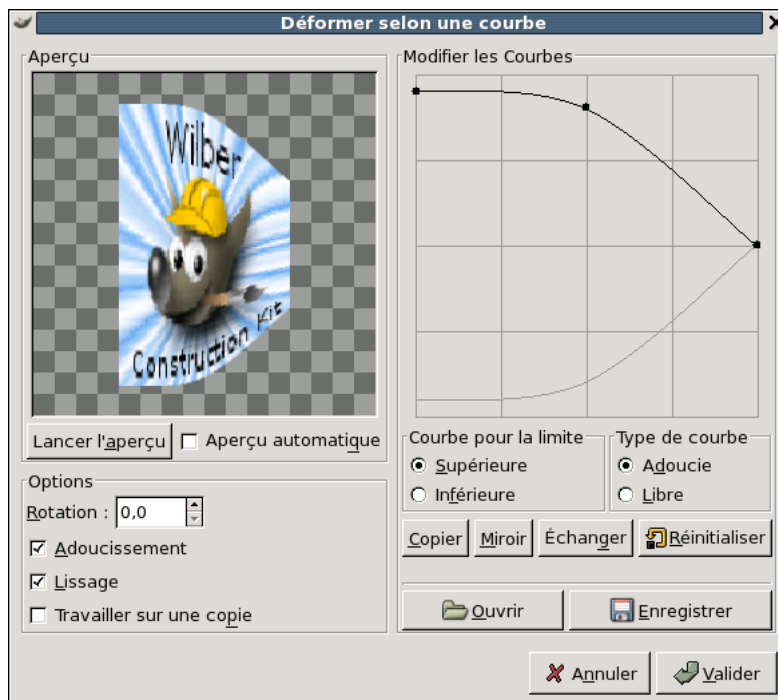 Déformer selon une courbe
Aperçu
Wilber
Construction Kit
Lancer l'aperçu
Aperçu automatique
Options
Rotation : 0,0
Adoucissement
Lissage
Travailler sur une copie
Modifier les Courbes
Courbe pour la limite
Supérieure
Inférieure
Type de courbe
Adoucie
Libre
Copier
Miroir
Échanger
Réinitialiser
Ouvrir
Enregistrer
Annuler
Valider